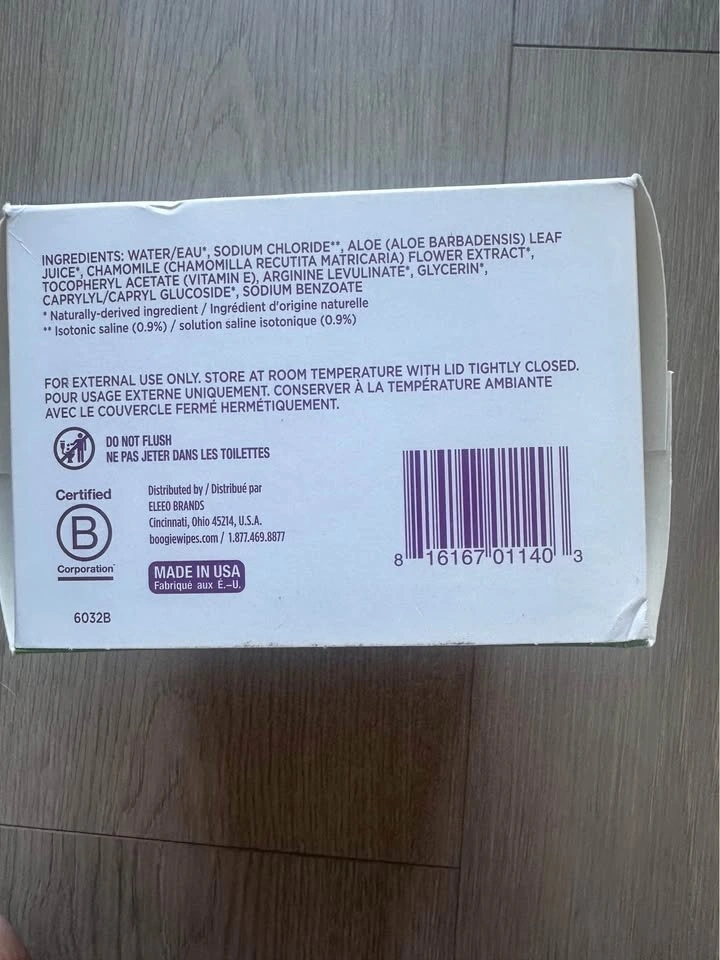 INGREDIENTS: WATER/EAU*, SODIUM CHLORIDE**, ALOE (ALOE BARBADENSIS) LEAF
JUICE*, CHAMOMILE (CHAMOMILLA RECUTITA MATRICARIA) FLOWER EXTRACT*,
TOCOPHERYL ACETATE (VITAMIN E), ARGININE LEVULINATE*, GLYCERIN*,
CAPRYLYL/CAPRYL GLUCOSIDE*, SODIUM BENZOATE
* Naturally-derived ingredient / Ingrédient d'origine naturelle
** Isotonic saline (0.9%) / solution saline isotonique (0.9%)
FOR EXTERNAL USE ONLY. STORE AT ROOM TEMPERATURE WITH LID TIGHTLY CLOSED.
POUR USAGE EXTERNE UNIQUEMENT. CONSERVER À LA TEMPÉRATURE AMBIANTE
AVEC LE COUVERCLE FERMÉ HERMÉTIQUEMENT.
DO NOT FLUSH
NE PAS JETER DANS LES TOILETTES
Certified
B
Corporation
Distributed by / Distribué par
ELEEO BRANDS
Cincinnati, Ohio 45214, U.S.A.
boogiewipes.com / 1.877.469.8877
MADE IN USA
Fabriqué aux É.-U.
8 16167 01140 3
6032B